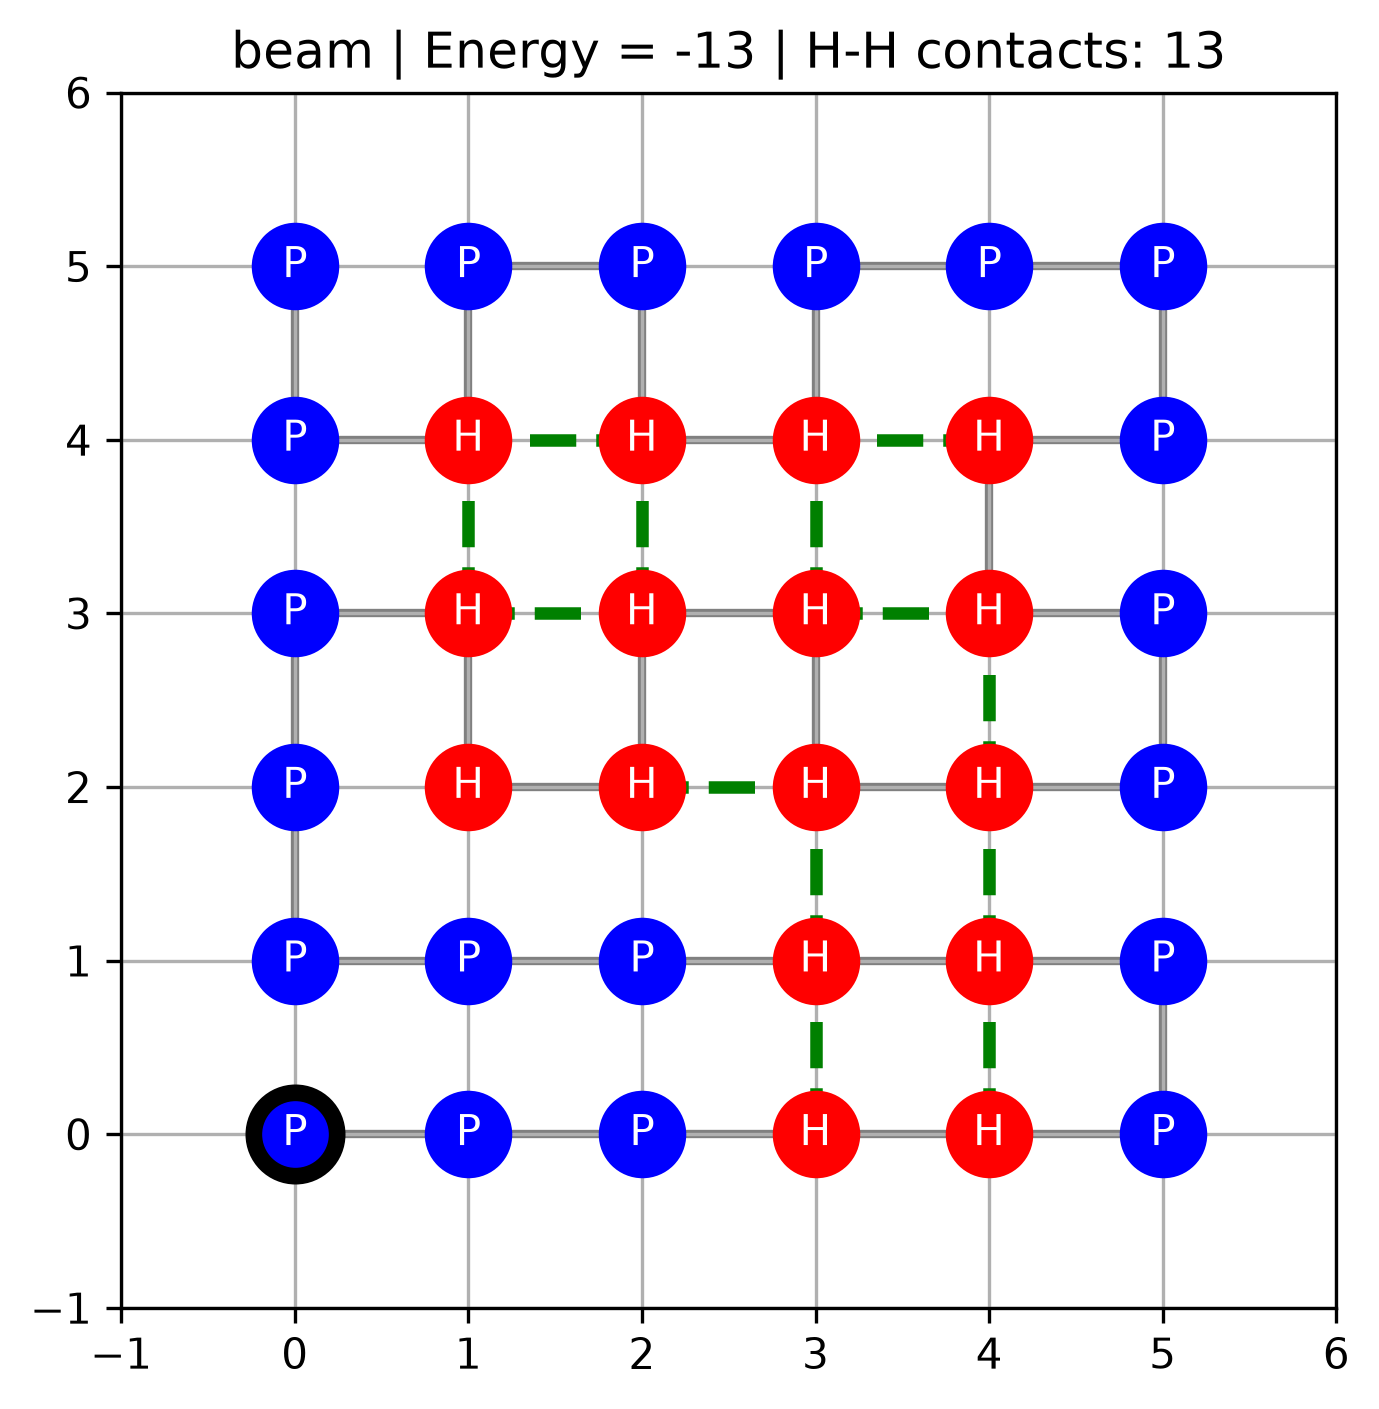 beam | Energy = -13 | H-H contacts: 13
6
5 P P P P P P
4 P H H H H P
3 P H H H H P
2 P H H H H P
1 P P P H H P
0 P P P H H P
−1
−1 0 1 2 3 4 5 6